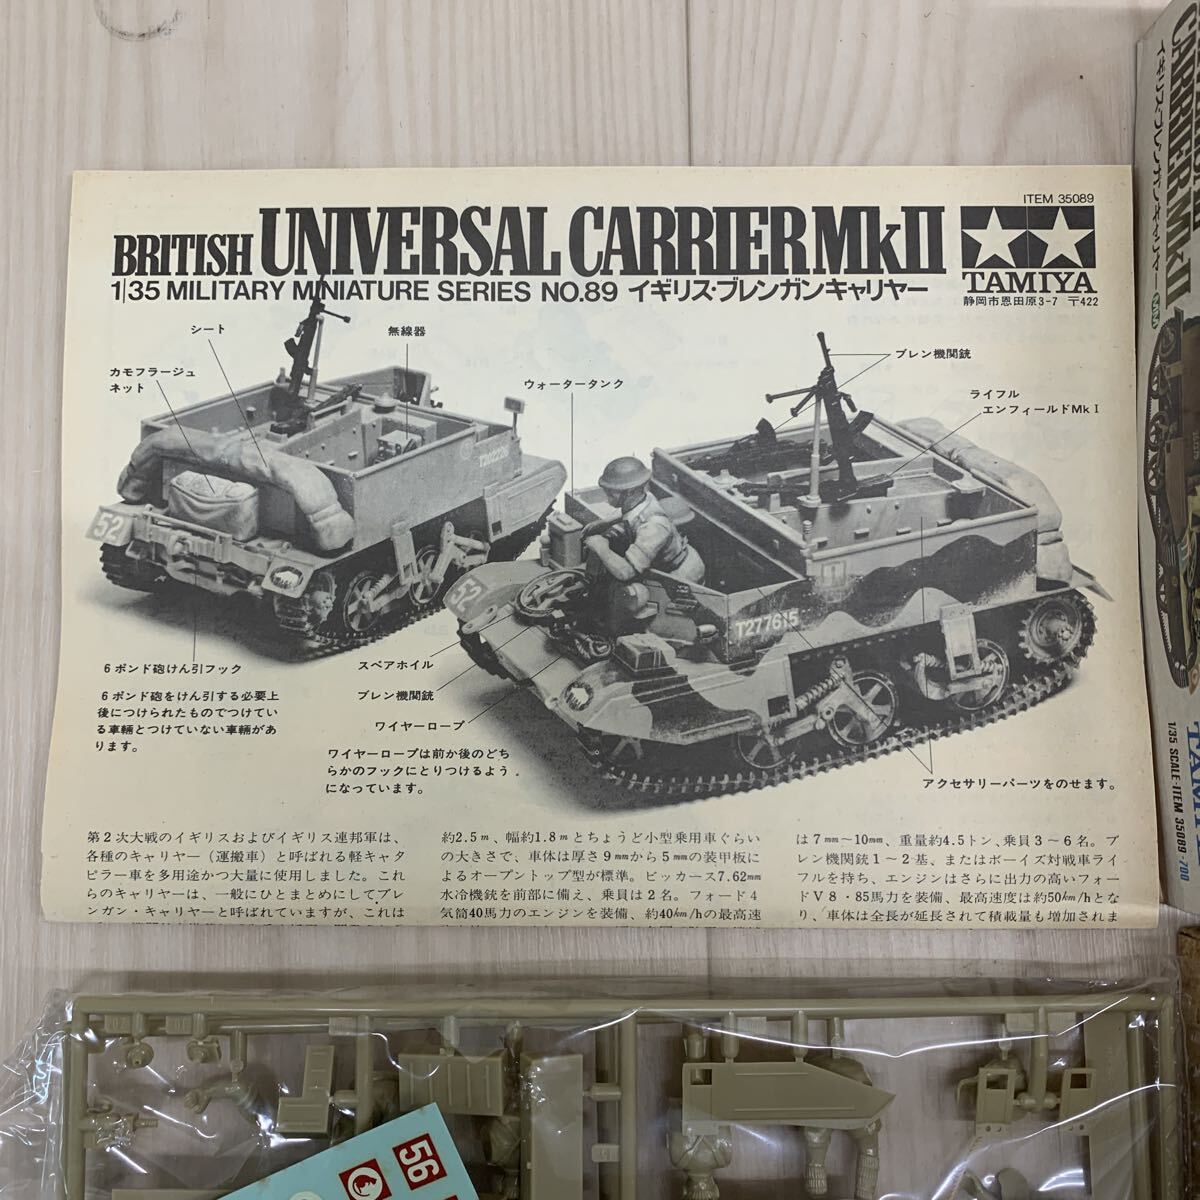 ITEM 35089
BRITISH UNIVERSAL CARRIER MkII
TAMIYA
1/35 MILITARY MINIATURE SERIES NO.89 イギリス・ブレンガンキャリヤー
静岡市恩田原3-7 〒422
シート
無線器
カモフラージュ
ネット
ウォータータンク
ブレン機関銃
ライフル
エンフィールドMk I
52
T277615
52
6ポンド砲けん引フック
6ポンド砲をけん引する必要上
後につけられたものでつけてい
る車輛とつけていない車輛があ
ります。
スペアホイル
ブレン機関銃
ワイヤーロープ
ワイヤーロープは前か後のどち
らかのフックにとりつけるよう
になっています。
アクセサリーパーツをのせます。
第2次大戦のイギリスおよびイギリス連邦軍は、
各種のキャリヤー（運搬車）と呼ばれる軽キャタ
ピラー車を多用途かつ大量に使用しました。これ
らのキャリヤーは、一般にひとまとめにしてブレ
ンガン・キャリヤーと呼ばれていますが、これは
約2.5m、幅約1.8mとちょうど小型乗用車ぐらい
の大きさで、車体は厚さ9mmから5mmの装甲板に
よるオープントップ型が標準。ビッカース7.62mm
水冷機銃を前部に備え、乗員は2名。フォード4
気筒40馬力のエンジンを装備、約40km/hの最高速
は7mm〜10mm、重量約4.5トン、乗員3〜6名。ブ
レン機関銃1〜2基、またはボーイズ対戦車ライ
フルを持ち、エンジンはさらに出力の高いフォー
ドV8・85馬力を装備、最高速度は約50km/hとな
り、車体は全長が延長されて積載量も増加されま
CARRIER MkII
イギリス・ブレンガンキャリヤー
TAMIYA
1/35 SCALE・ITEM 35089・700
56